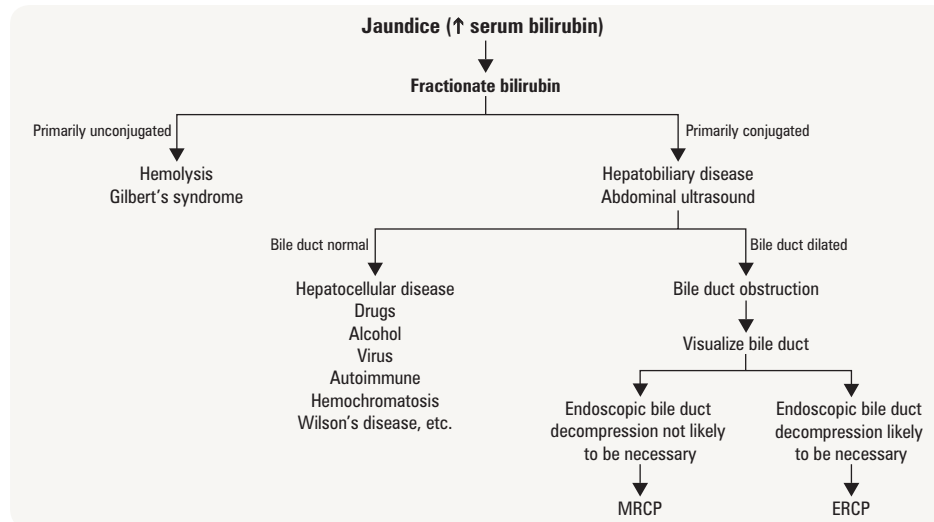 Jaundice (↑ serum bilirubin)
Fractionate bilirubin
Primarily unconjugated
Primarily conjugated
Hemolysis
Gilbert's syndrome
Hepatobiliary disease
Abdominal ultrasound
Bile duct normal
Bile duct dilated
Hepatocellular disease
Drugs
Alcohol
Virus
Autoimmune
Hemochromatosis
Wilson's disease, etc.
Bile duct obstruction
Visualize bile duct
Endoscopic bile duct
decompression not likely
to be necessary
Endoscopic bile duct
decompression likely
to be necessary
MRCP
ERCP